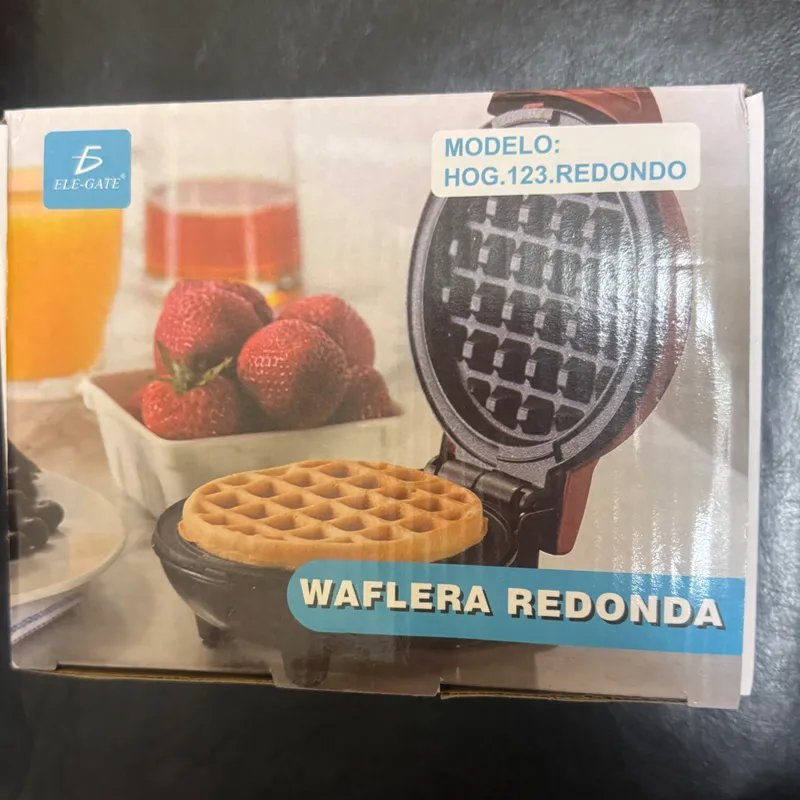 ELE-GATE®
MODELO:
HOG.123.REDONDO
WAFLERA REDONDA